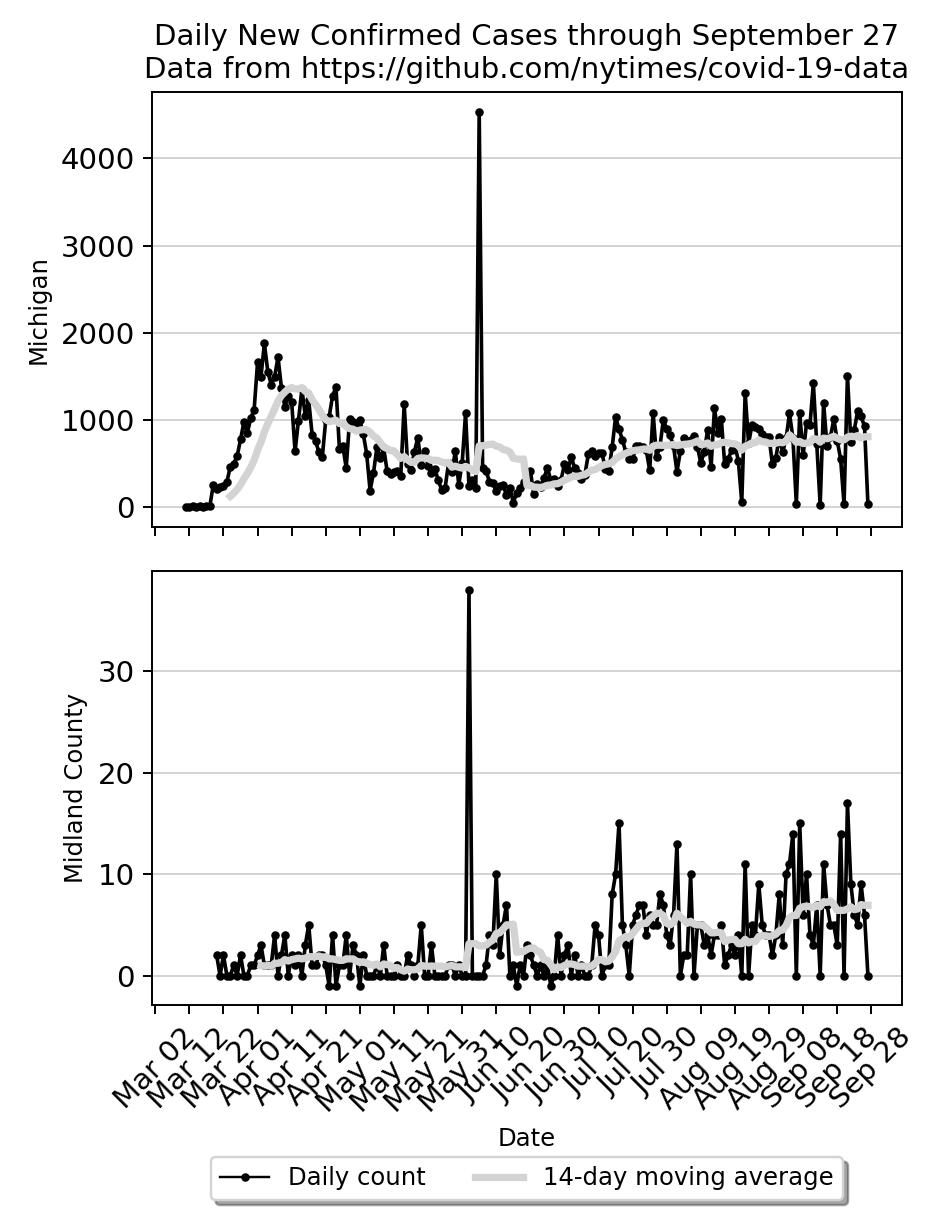 Daily New Confirmed Cases through September 27
Data from https://github.com/nytimes/covid-19-data
4000
3000
2000
1000
0
Michigan
30
20
10
0
Midland County
Mar 02
Mar 12
Mar 22
Apr 01
Apr 11
Apr 21
May 01
May 11
May 21
May 31
Jun 10
Jun 20
Jun 30
Jul 10
Jul 20
Jul 30
Aug 09
Aug 19
Aug 29
Sep 08
Sep 18
Sep 28
Date
Daily count
14-day moving average